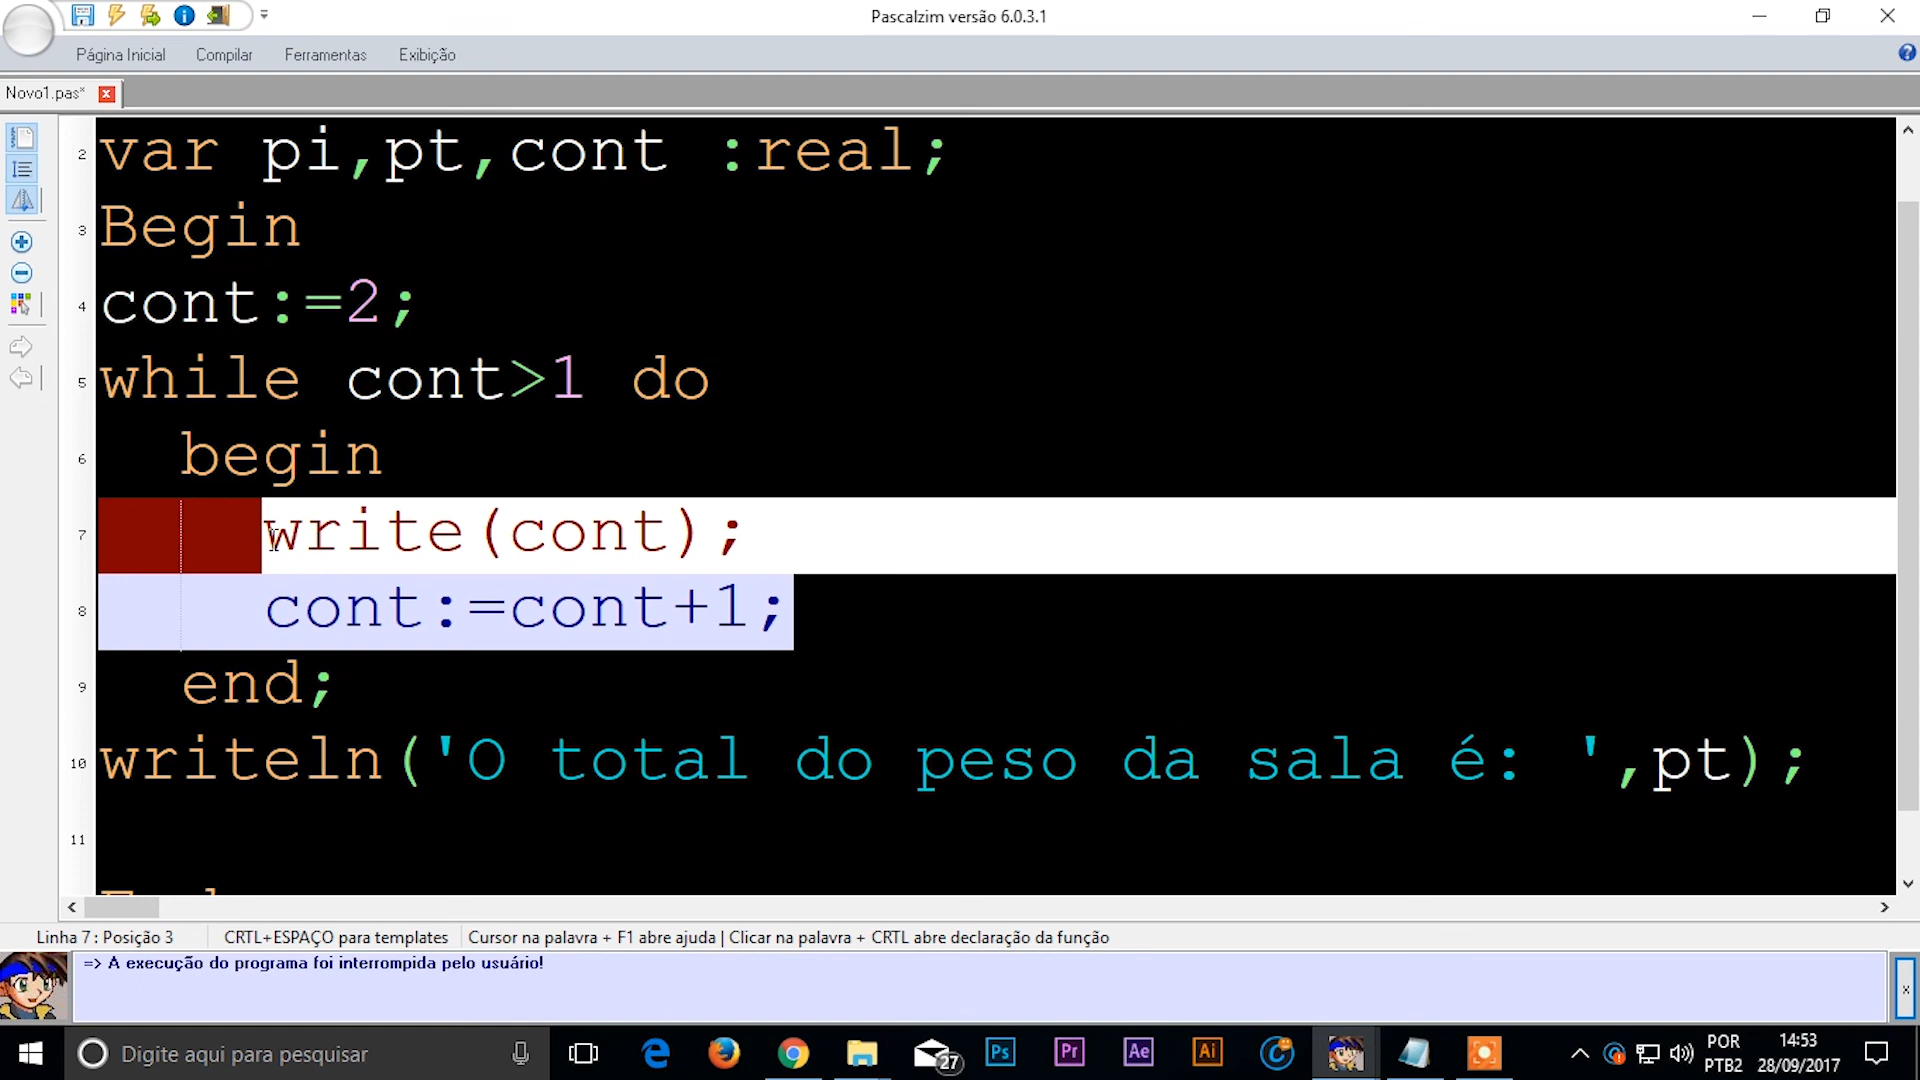 Pascalzim versão 6.0.3.1
Página Inicial Compilar Ferramentas Exibição
Novo1.pas*
2 var pi,pt,cont :real;
3 Begin
4 cont:=2;
5 while cont>1 do
6 begin
7 write(cont);
8 cont:=cont+1;
9 end;
10 writeln('O total do peso da sala é: ',pt);
11
Linha 7 : Posição 3 CRTL+ESPAÇO para templates Cursor na palavra + F1 abre ajuda | Clicar na palavra + CRTL abre declaração da função
=> A execução do programa foi interrompida pelo usuário!
Digite aqui para pesquisar
27
Ps
Pr
Ae
Ai
POR
PTB2
14:53
28/09/2017